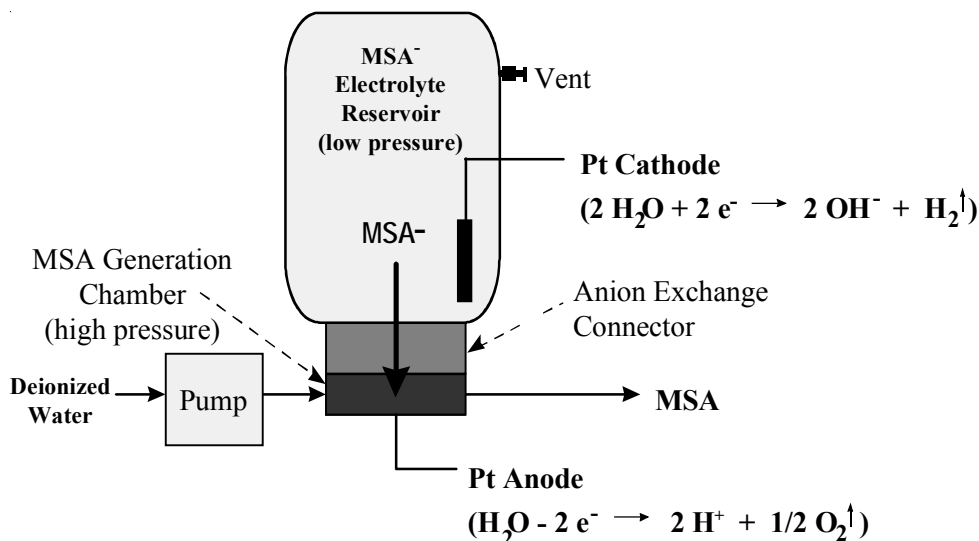 MSA⁻
Electrolyte
Reservoir
(low pressure)
Vent
Pt Cathode
(2 H₂O + 2 e⁻ → 2 OH⁻ + H₂↑)
MSA-
MSA Generation
Chamber
(high pressure)
Anion Exchange
Connector
Deionized
Water
Pump
MSA
Pt Anode
(H₂O - 2 e⁻ → 2 H⁺ + 1/2 O₂↑)